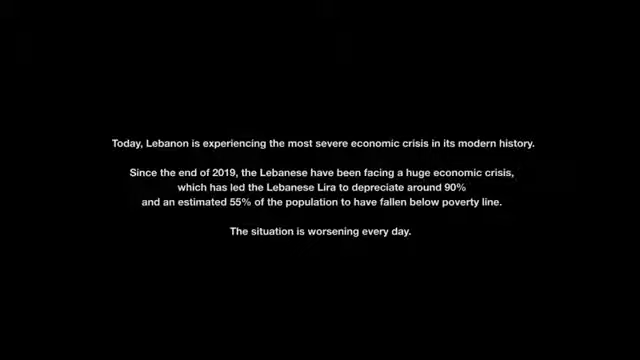 Today, Lebanon is experiencing the most severe economic crisis in its modern history.
Since the end of 2019, the Lebanese have been facing a huge economic crisis,
which has led the Lebanese Lira to depreciate around 90%
and an estimated 55% of the population to have fallen below poverty line.
The situation is worsening every day.